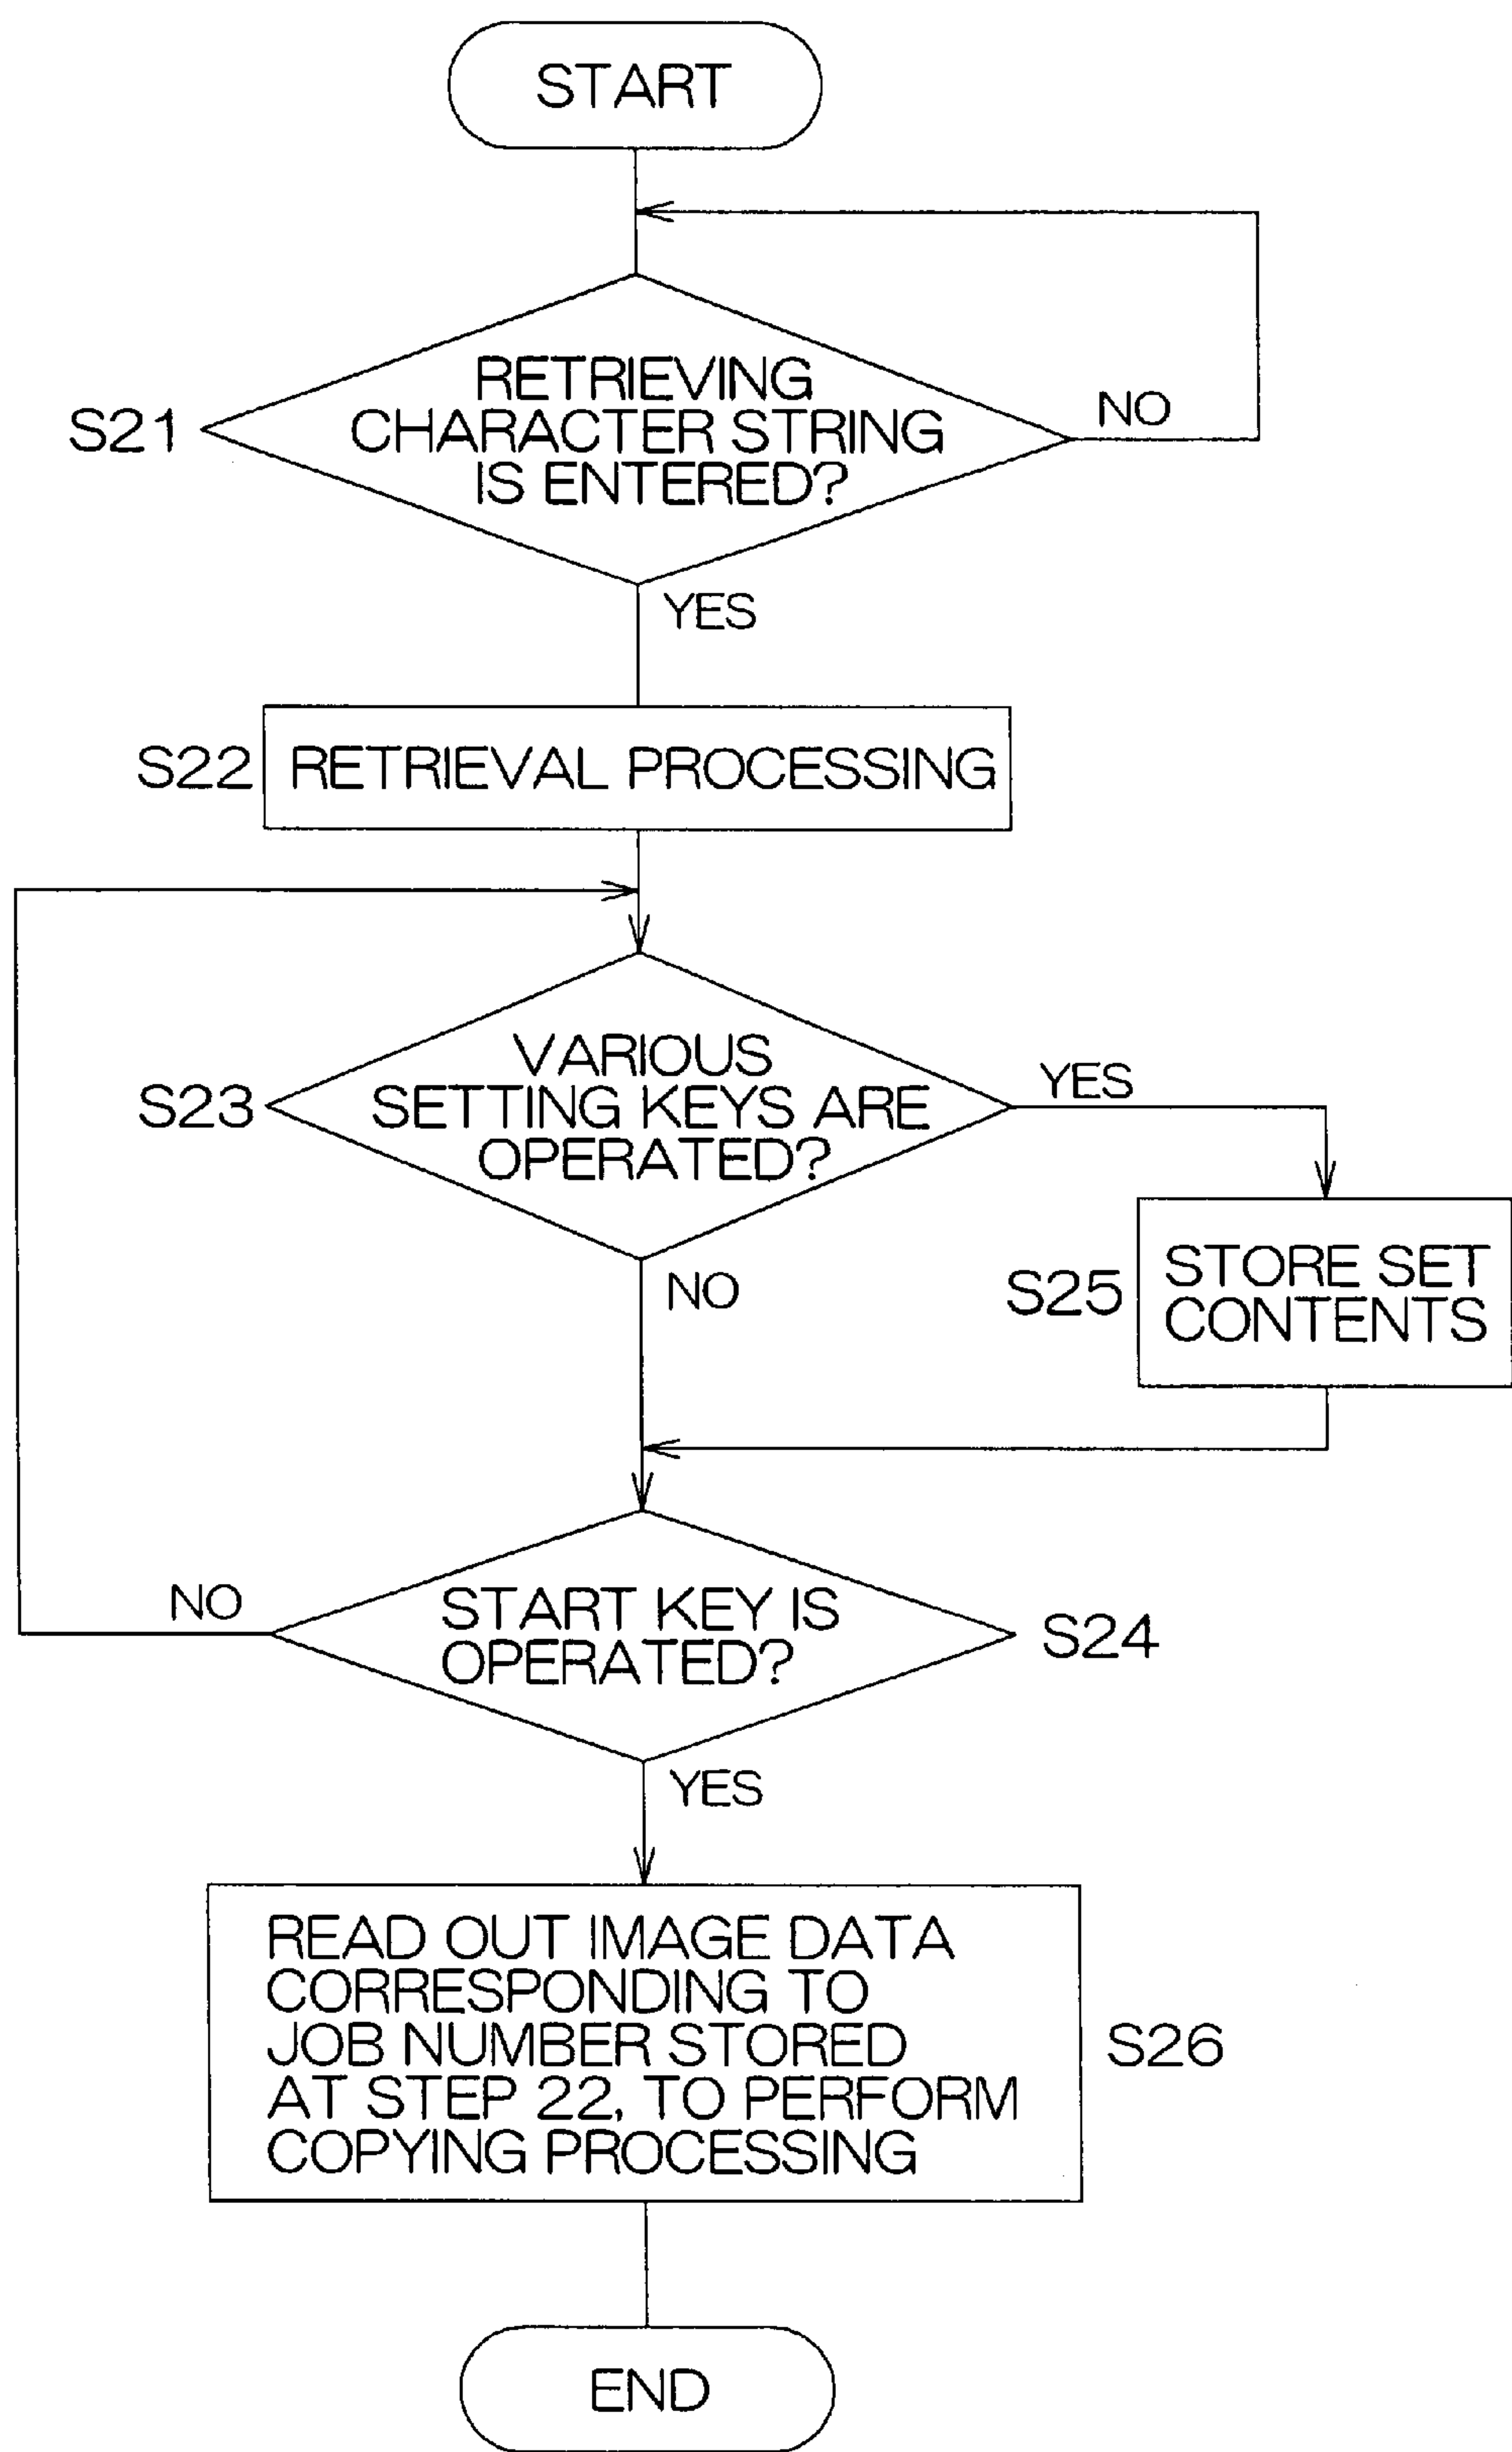 START
RETRIEVING
CHARACTER STRING
IS ENTERED?
S21
NO
YES
S22
RETRIEVAL PROCESSING
VARIOUS
SETTING KEYS ARE
OPERATED?
S23
YES
NO
S25
STORE SET
CONTENTS
NO
START KEY IS
OPERATED?
S24
YES
READ OUT IMAGE DATA
CORRESPONDING TO
JOB NUMBER STORED
AT STEP 22, TO PERFORM
COPYING PROCESSING
S26
END